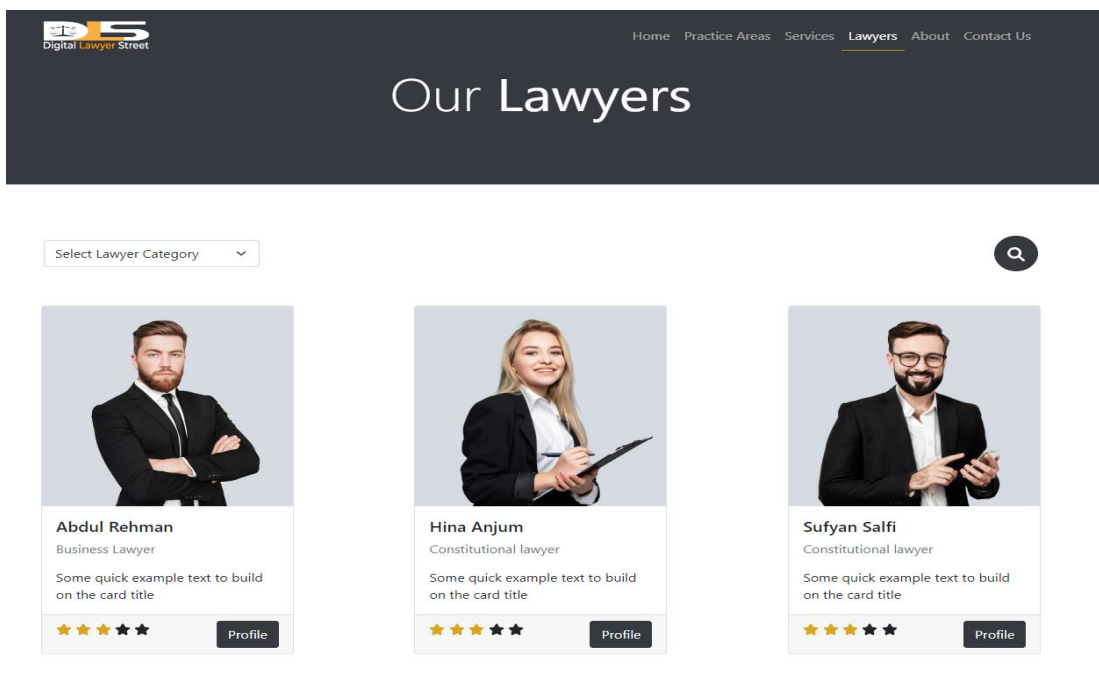 DLS
Digital Lawyer Street
Home Practice Areas Services Lawyers About Contact Us
Our Lawyers
Select Lawyer Category
Abdul Rehman
Business Lawyer
Some quick example text to build
on the card title
Profile
Hina Anjum
Constitutional lawyer
Some quick example text to build
on the card title
Profile
Sufyan Salfi
Constitutional lawyer
Some quick example text to build
on the card title
Profile